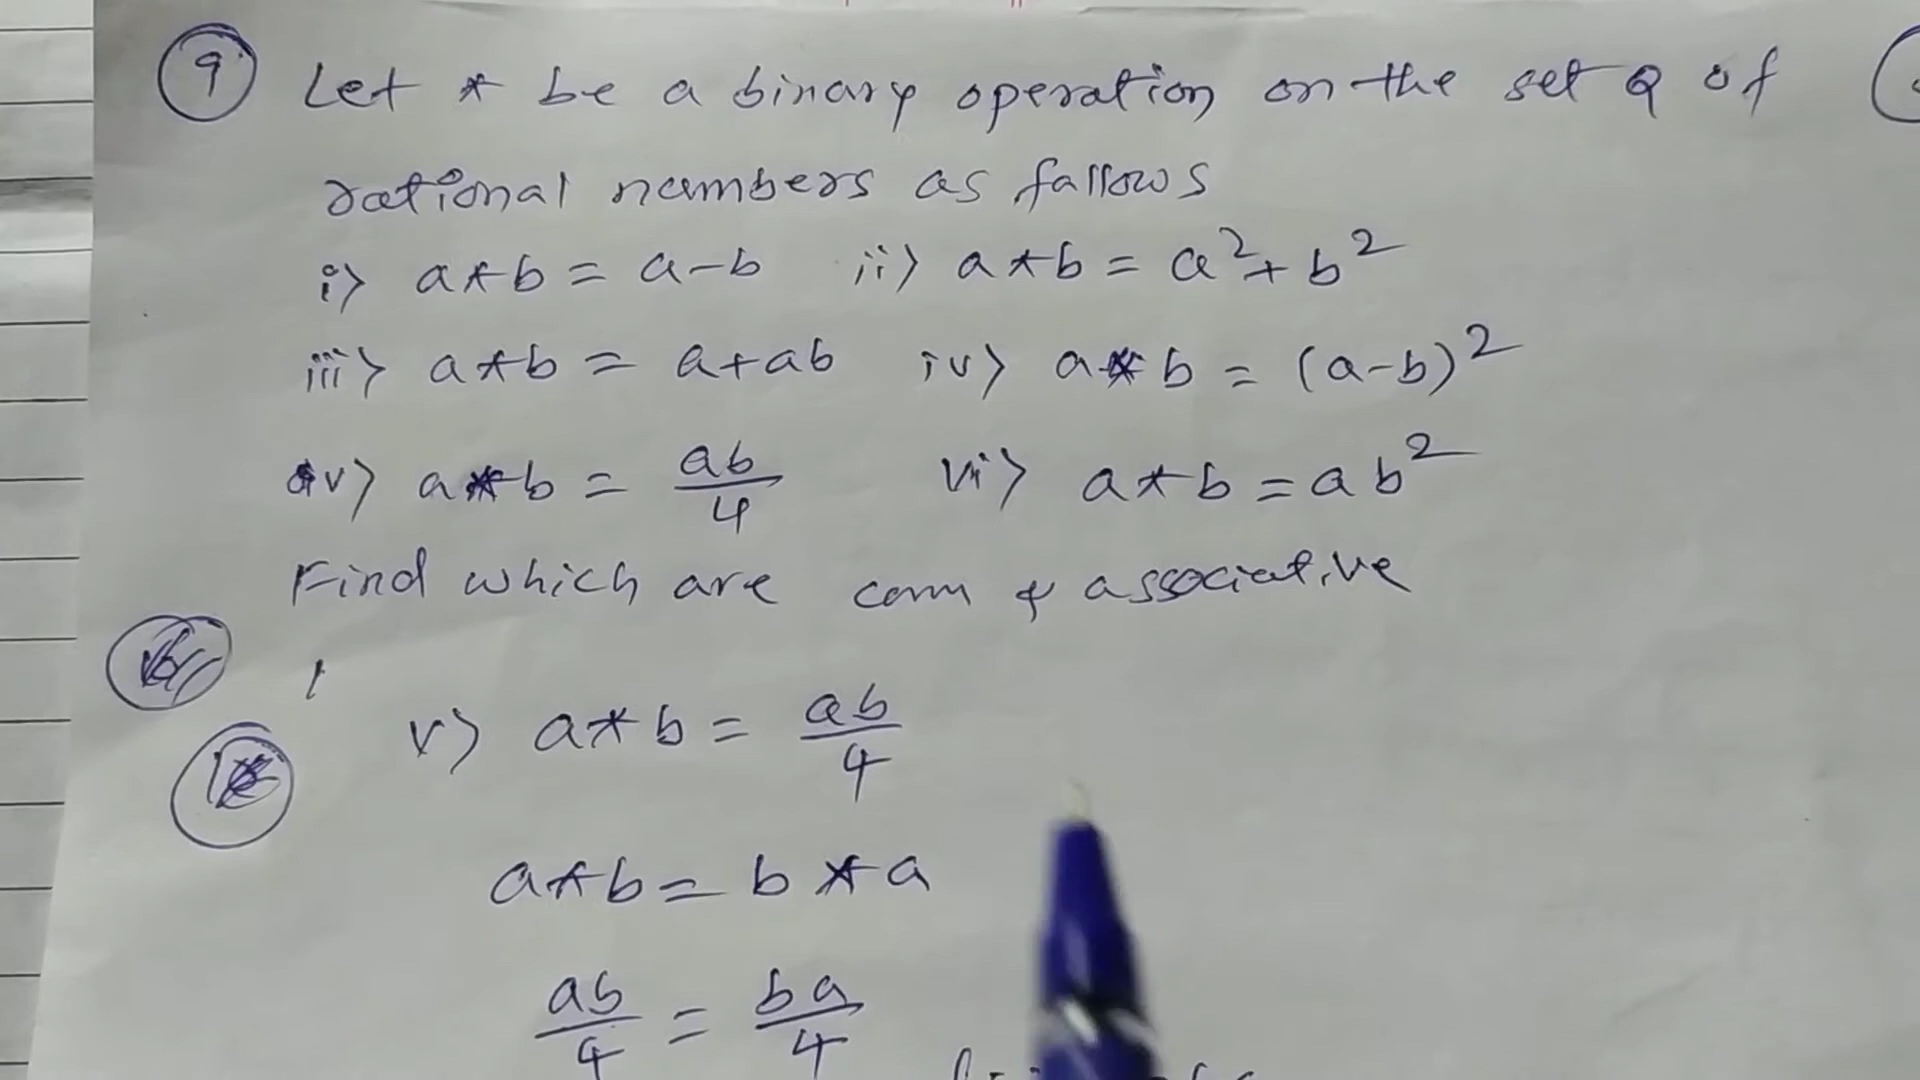 9 Let * be a binary operation on the set Q of
rational numbers as fallows
i) a*b = a-b ii) a*b = a²+b²
iii) a*b = a+ab iv) a*b = (a-b)²
v) a*b = ab/4 vi) a*b = ab²
Find which are com & associative
v) a*b = ab/4
a*b = b*a
ab/4 = ba/4